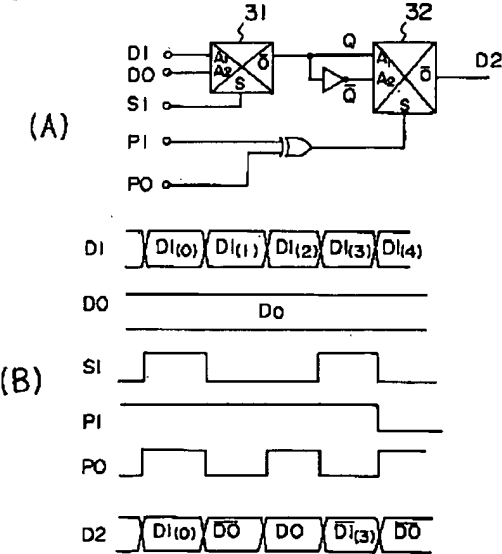 31
32
(A)
D1 A1 Ō Q A1 Ō D2
D0 A2 Q̄ A2
S1 S S
P1
P0
(B)
D1 D1(0) D1(1) D1(2) D1(3) D1(4)
D0 D0
S1
P1
P0
D2 D1(0) D̄0̄ D0 D̄1̄(3) D̄0̄